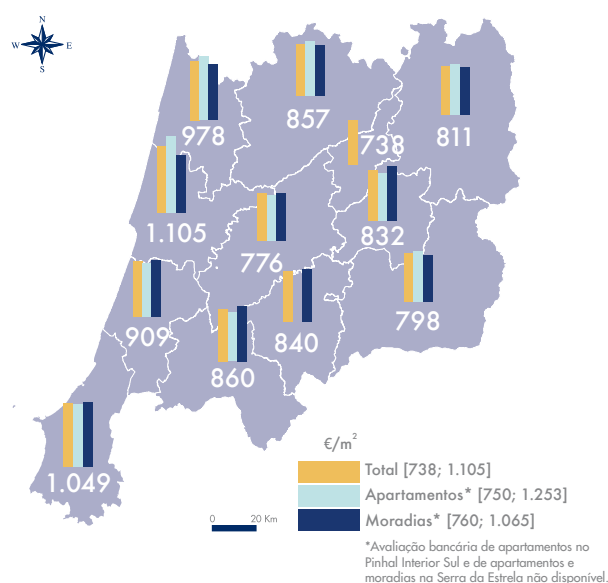 N
W E
S
978
857
811
738
1.105
832
776
798
909
840
860
1.049
€/m²
Total [738; 1.105]
Apartamentos* [750; 1.253]
Moradias* [760; 1.065]
0 20 Km
*Avaliação bancária de apartamentos no
Pinhal Interior Sul e de apartamentos e
moradias na Serra da Estrela não disponível.